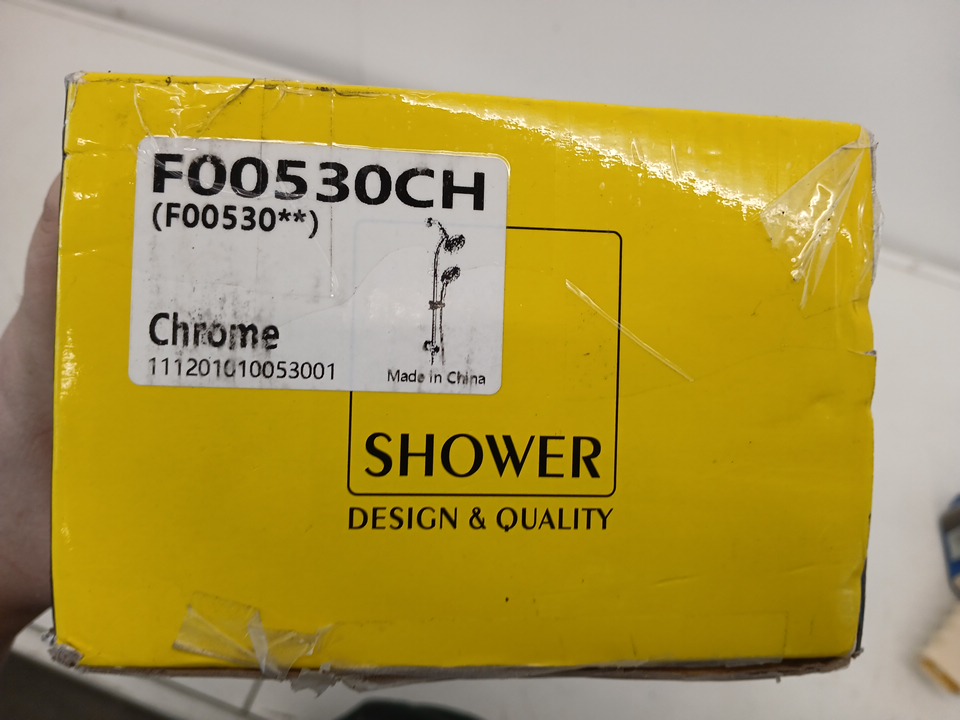 F00530CH
(F00530**)
Chrome
111201010053001
Made in China
SHOWER
DESIGN & QUALITY